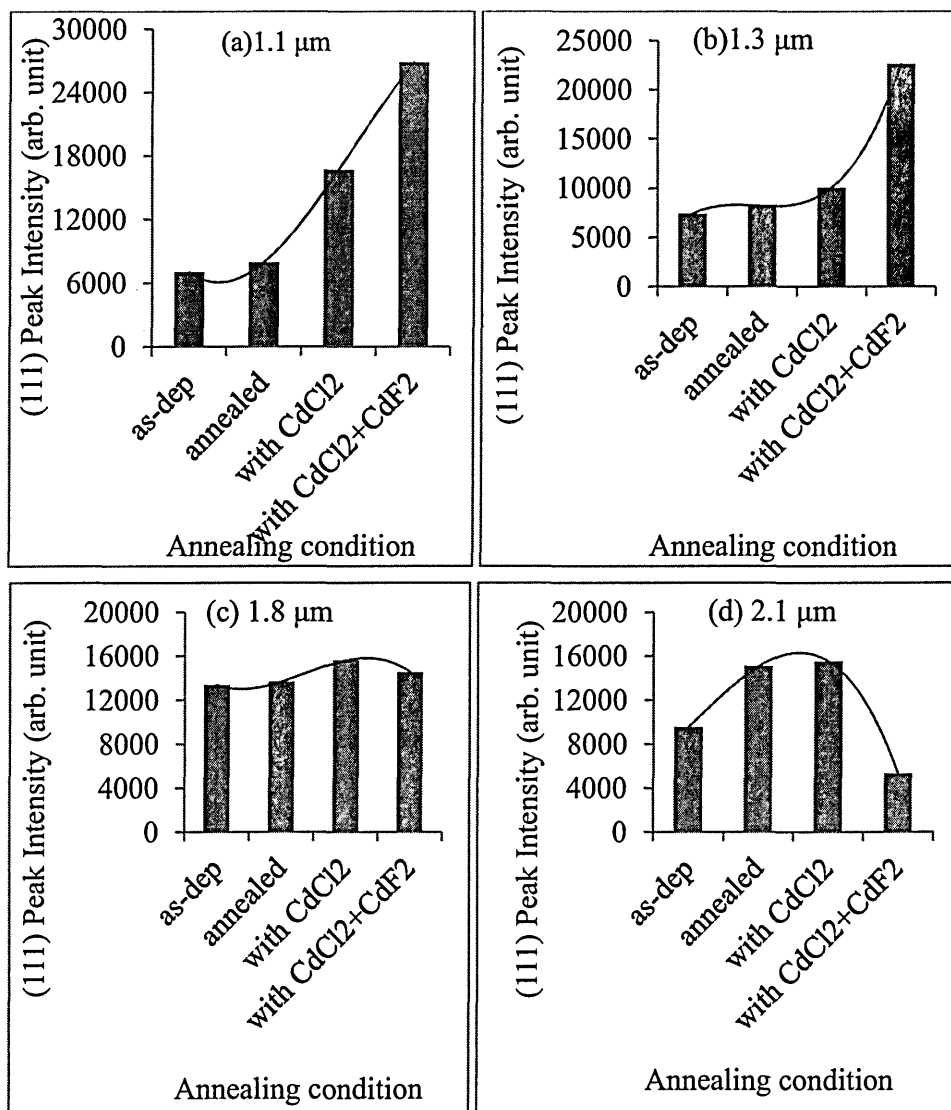 (a)1.1 μm
(111) Peak Intensity (arb. unit)
30000
24000
18000
12000
6000
0
as-dep
annealed
with CdCl2
with CdCl2+CdF2
Annealing condition
(b)1.3 μm
(111) Peak Intensity (arb. unit)
25000
20000
15000
10000
5000
0
as-dep
annealed
with CdCl2
with CdCl2+CdF2
Annealing condition
(c) 1.8 μm
(111) Peak Intensity (arb. unit)
20000
16000
12000
8000
4000
0
as-dep
annealed
with CdCl2
with CdCl2+CdF2
Annealing condition
(d) 2.1 μm
(111) Peak Intensity (arb. unit)
20000
16000
12000
8000
4000
0
as-dep
annealed
with CdCl2
with CdCl2+CdF2
Annealing condition